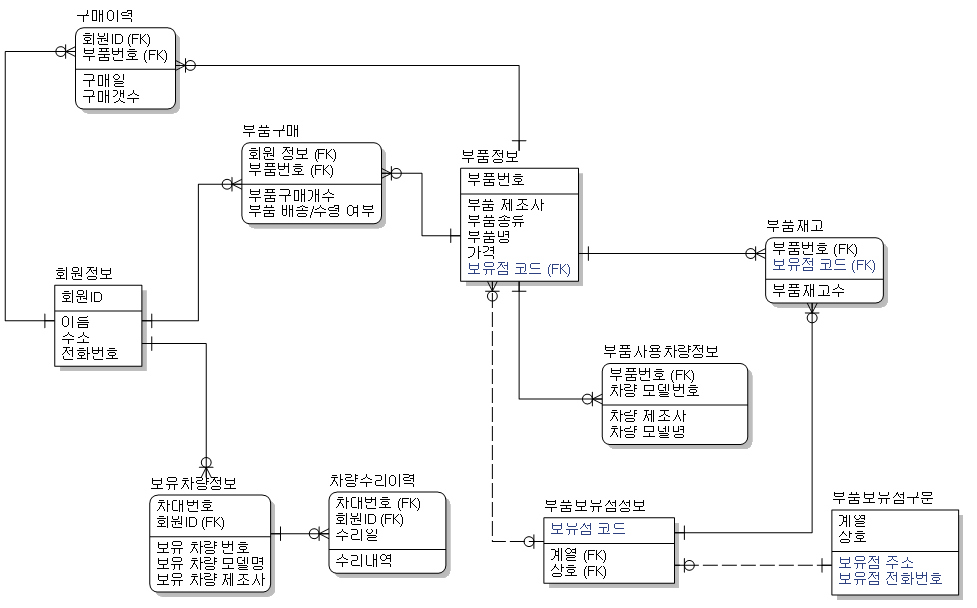 구매이력
회원ID (FK)
부품번호 (FK)
구매일
구매갯수
부품구매
회원 정보 (FK)
부품번호 (FK)
부품구매개수
부품 배송/수령 여부
부품정보
부품번호
부품 제조사
부품종류
부품명
가격
보유점 코드 (FK)
부품재고
부품번호 (FK)
보유점 코드 (FK)
부품재고수
회원정보
회원ID
이름
주소
전화번호
부품사용차량정보
부품번호 (FK)
차량 모델번호
차량 제조사
차량 모델명
보유차량정보
차대번호
회원ID (FK)
보유 차량 번호
보유 차량 모델명
보유 차량 제조사
차량수리이력
차대번호 (FK)
회원ID (FK)
수리일
수리내역
부품보유점정보
보유점 코드
계열 (FK)
상호 (FK)
부품보유점구분
계열
상호
보유점 주소
보유점 전화번호